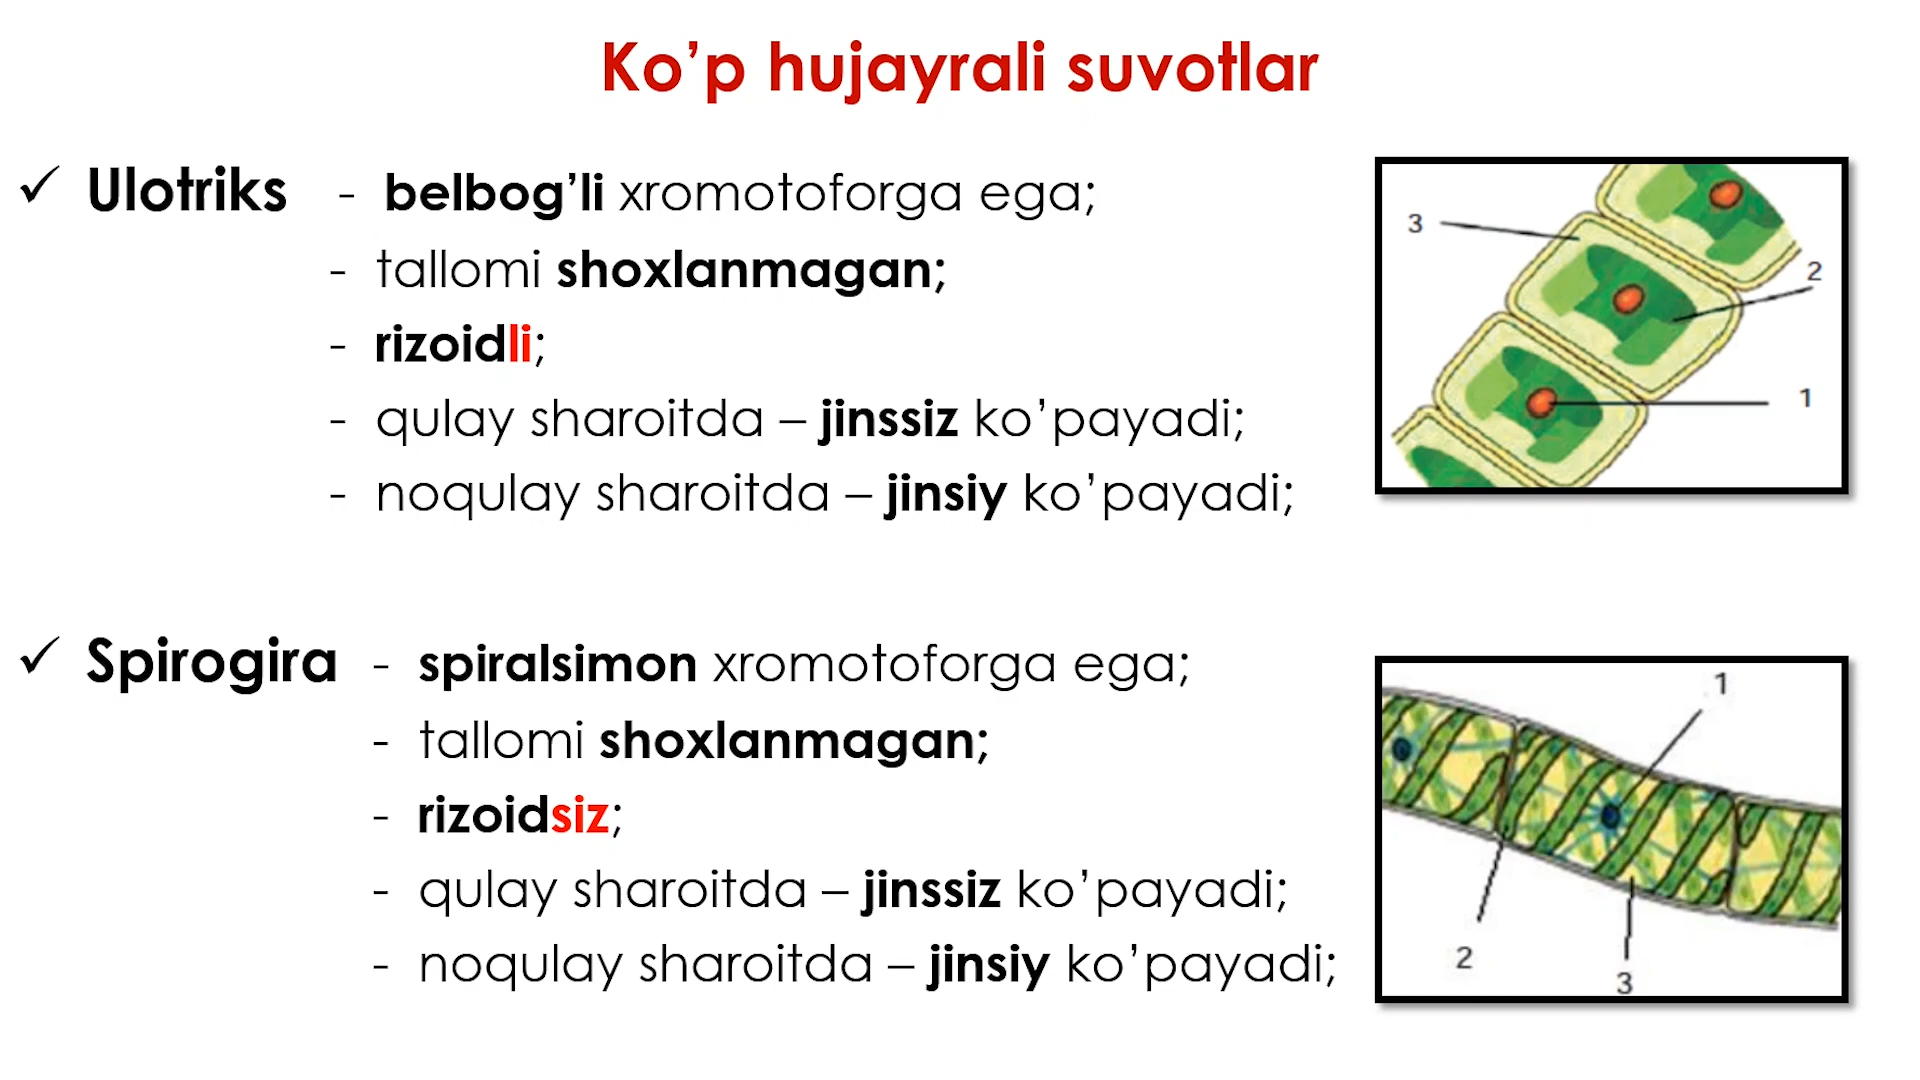 Ko’p hujayrali suvotlar
✓ Ulotriks - belbog’li xromotoforga ega;
- tallomi shoxlanmagan;
- rizoidli;
- qulay sharoitda – jinssiz ko’payadi;
- noqulay sharoitda – jinsiy ko’payadi;
3
2
1
✓ Spirogira - spiralsimon xromotoforga ega;
- tallomi shoxlanmagan;
- rizoidsiz;
- qulay sharoitda – jinssiz ko’payadi;
- noqulay sharoitda – jinsiy ko’payadi;
1
2
3